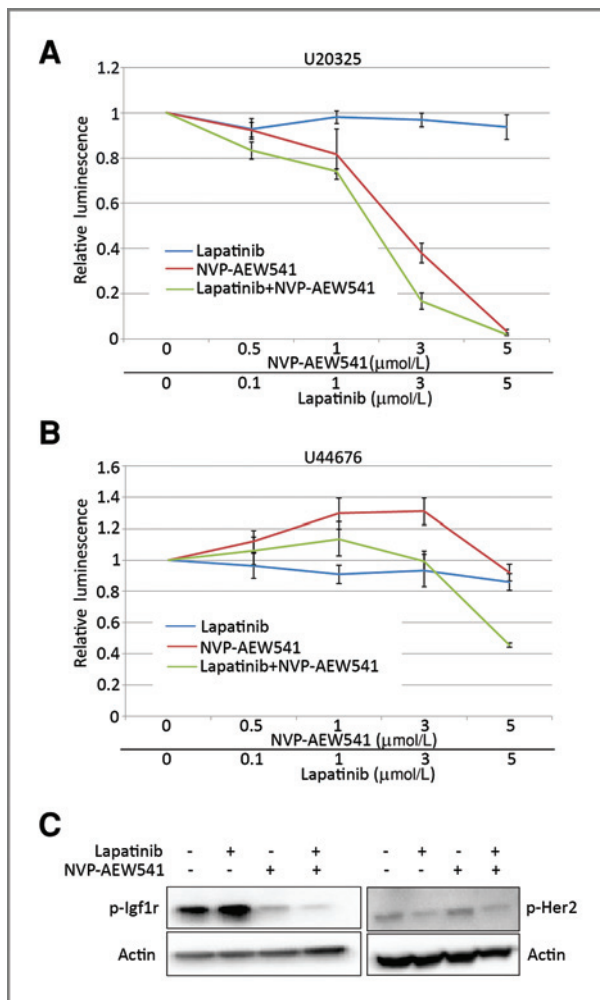 A
U20325
1.2
1
0.8
0.6
0.4
0.2
0
Relative luminescence
Lapatinib
NVP-AEW541
Lapatinib+NVP-AEW541
0 0.5 1 3 5
NVP-AEW541(μmol/L)
0 0.1 1 3 5
Lapatinib (μmol/L)
B
U44676
1.6
1.4
1.2
1
0.8
0.6
0.4
0.2
0
Relative luminescence
Lapatinib
NVP-AEW541
Lapatinib+NVP-AEW541
0 0.5 1 3 5
NVP-AEW541 (μmol/L)
0 0.1 1 3 5
Lapatinib (μmol/L)
C
Lapatinib - + - + - + - +
NVP-AEW541 - - + + - - + +
p-Igf1r p-Her2
Actin Actin